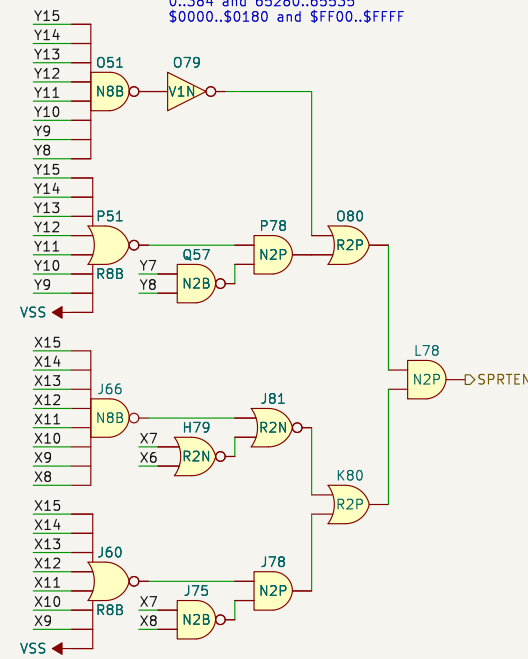 0..384 and 65280..65535
$0000..$0180 and $FF00..$FFFF
Y15
Y14
Y13
Y12
Y11
Y10
Y9
Y8
O51
N8B
O79
V1N
Y15
Y14
Y13
Y12
Y11
Y10
Y9
VSS
P51
R8B
Y7
Y8
Q57
N2B
P78
N2P
O80
R2P
X15
X14
X13
X12
X11
X10
X9
X8
J66
N8B
X7
X6
H79
R2N
J81
R2N
L78
N2P
SPRTEN
K80
R2P
X15
X14
X13
X12
X11
X10
X9
VSS
J60
R8B
X7
X8
J75
N2B
J78
N2P